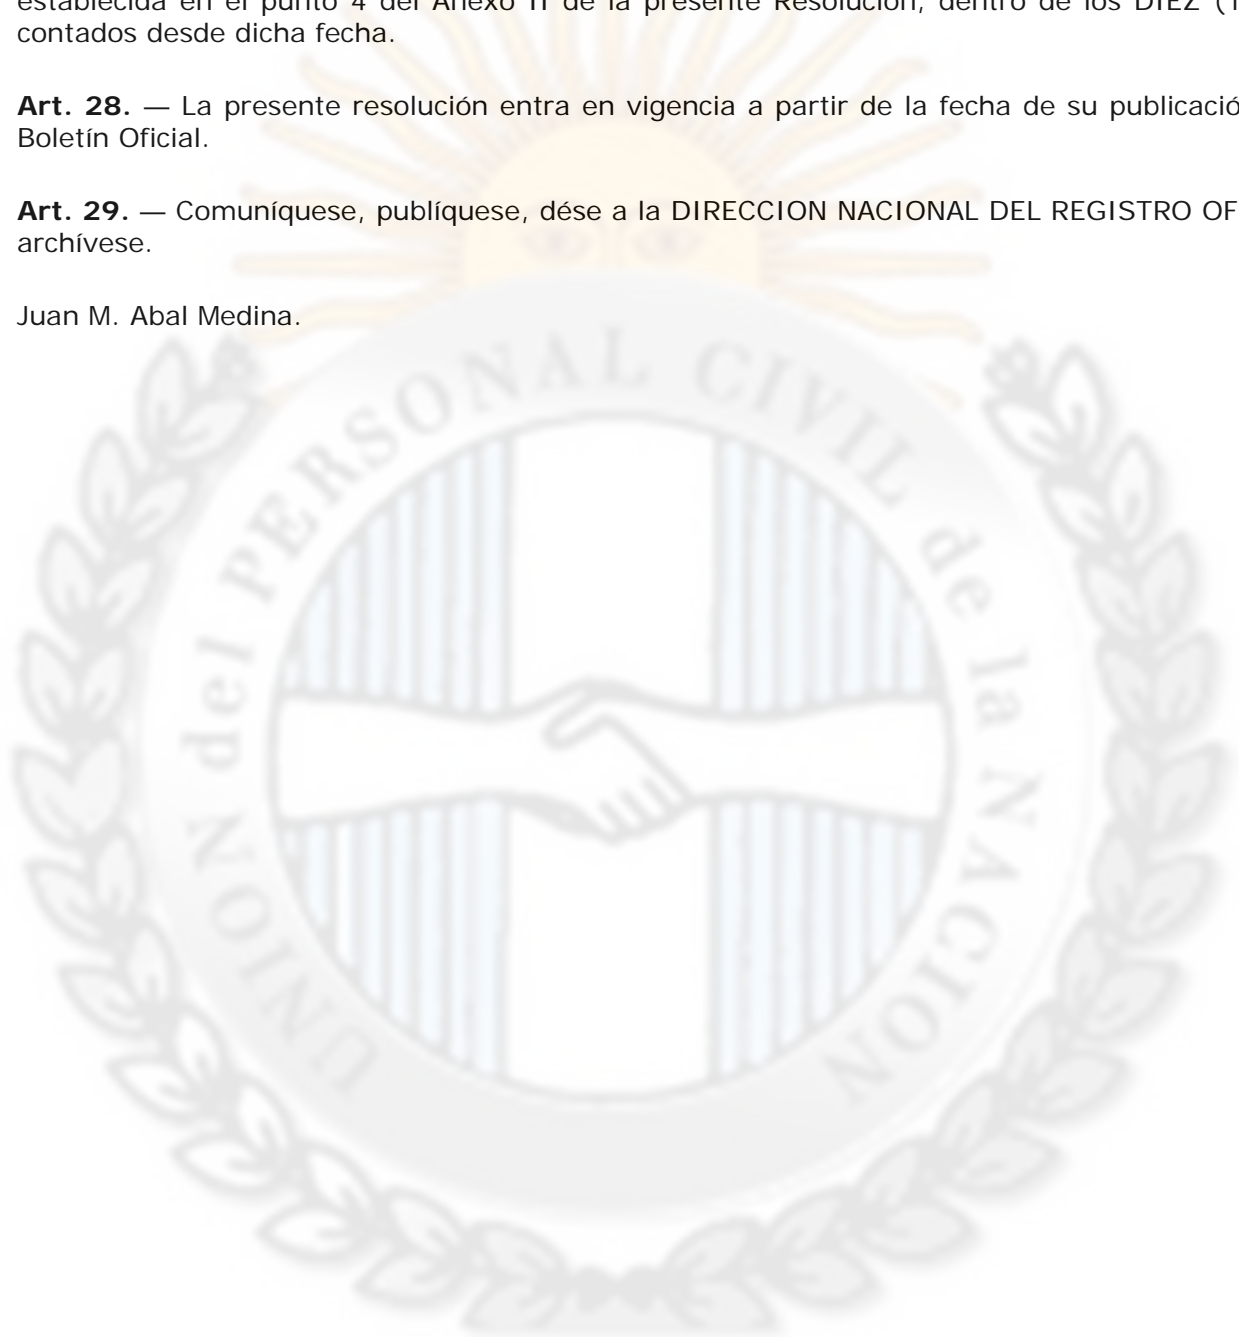 establecida en el punto 4 del Anexo II de la presente Resolución, dentro de los DIEZ (1
contados desde dicha fecha.
Art. 28. — La presente resolución entra en vigencia a partir de la fecha de su publicació
Boletín Oficial.
Art. 29. — Comuníquese, publíquese, dése a la DIRECCION NACIONAL DEL REGISTRO OF
archívese.
Juan M. Abal Medina.
UNION del PERSONAL CIVIL de la NACION